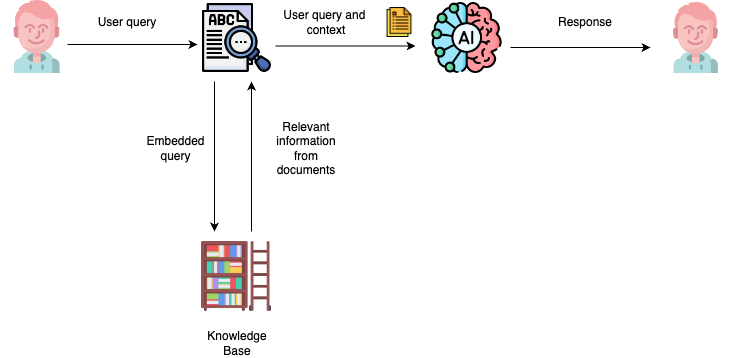 User query
ABC
User query and
context
AI
Response
Embedded
query
Relevant
information
from
documents
Knowledge
Base